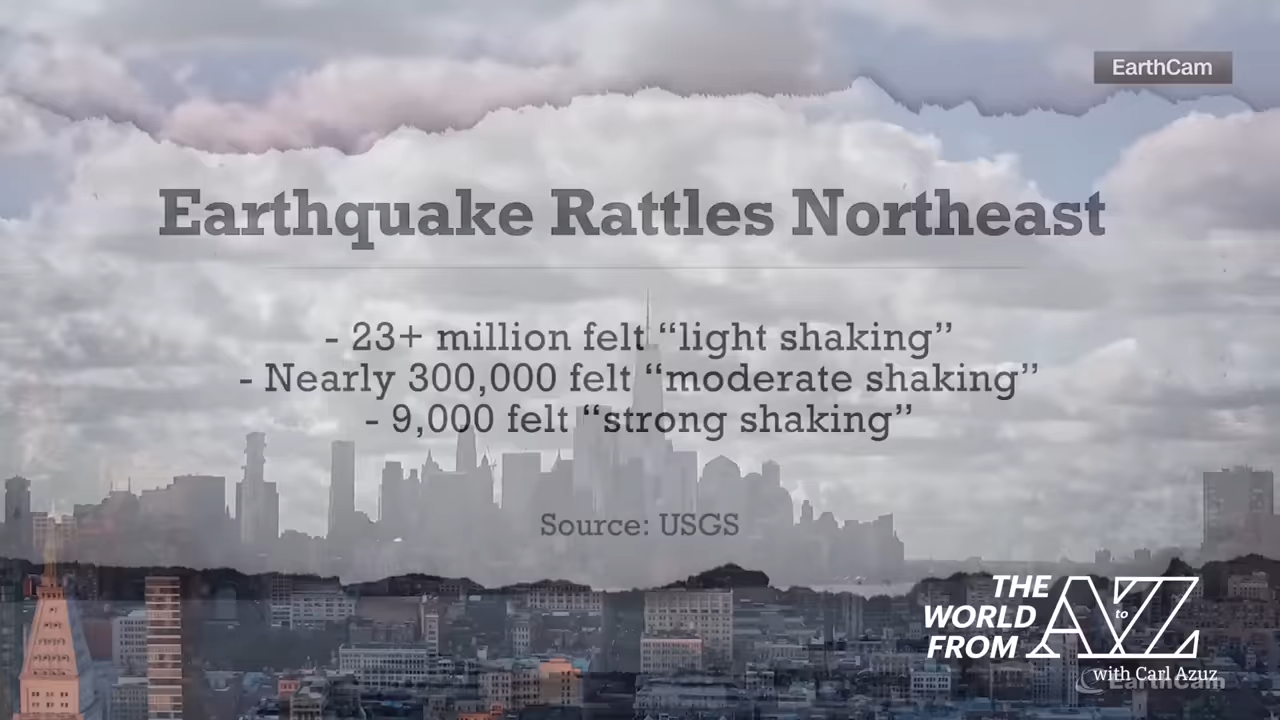 EarthCam
Earthquake Rattles Northeast
- 23+ million felt “light shaking”
- Nearly 300,000 felt “moderate shaking”
- 9,000 felt “strong shaking”
Source: USGS
THE
WORLD
FROM
A to Z
with Carl Azuz
EarthCam